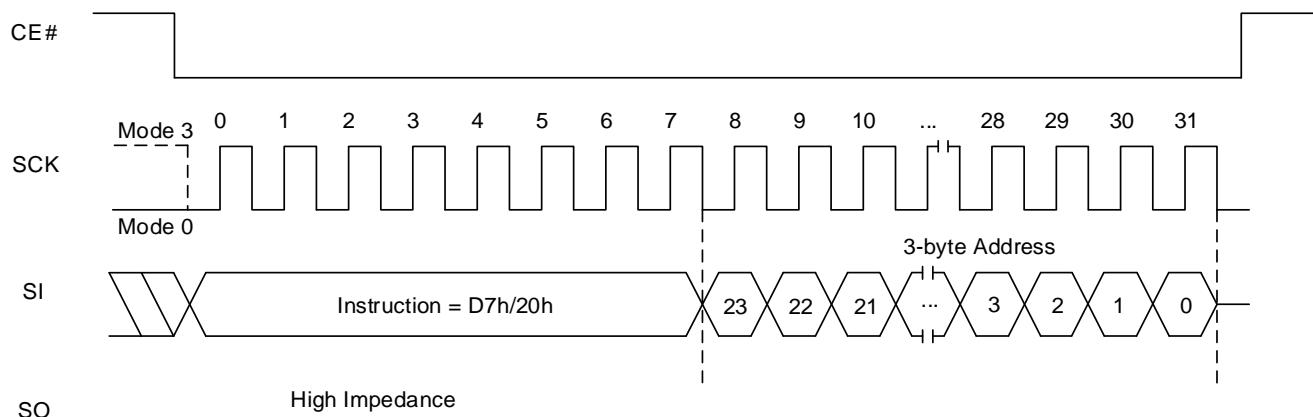 CE#
0 1 2 3 4 5 6 7 8 9 10 ... 28 29 30 31
Mode 3
SCK
Mode 0
3-byte Address
SI
Instruction = D7h/20h 23 22 21 ... 3 2 1 0
High Impedance
SO